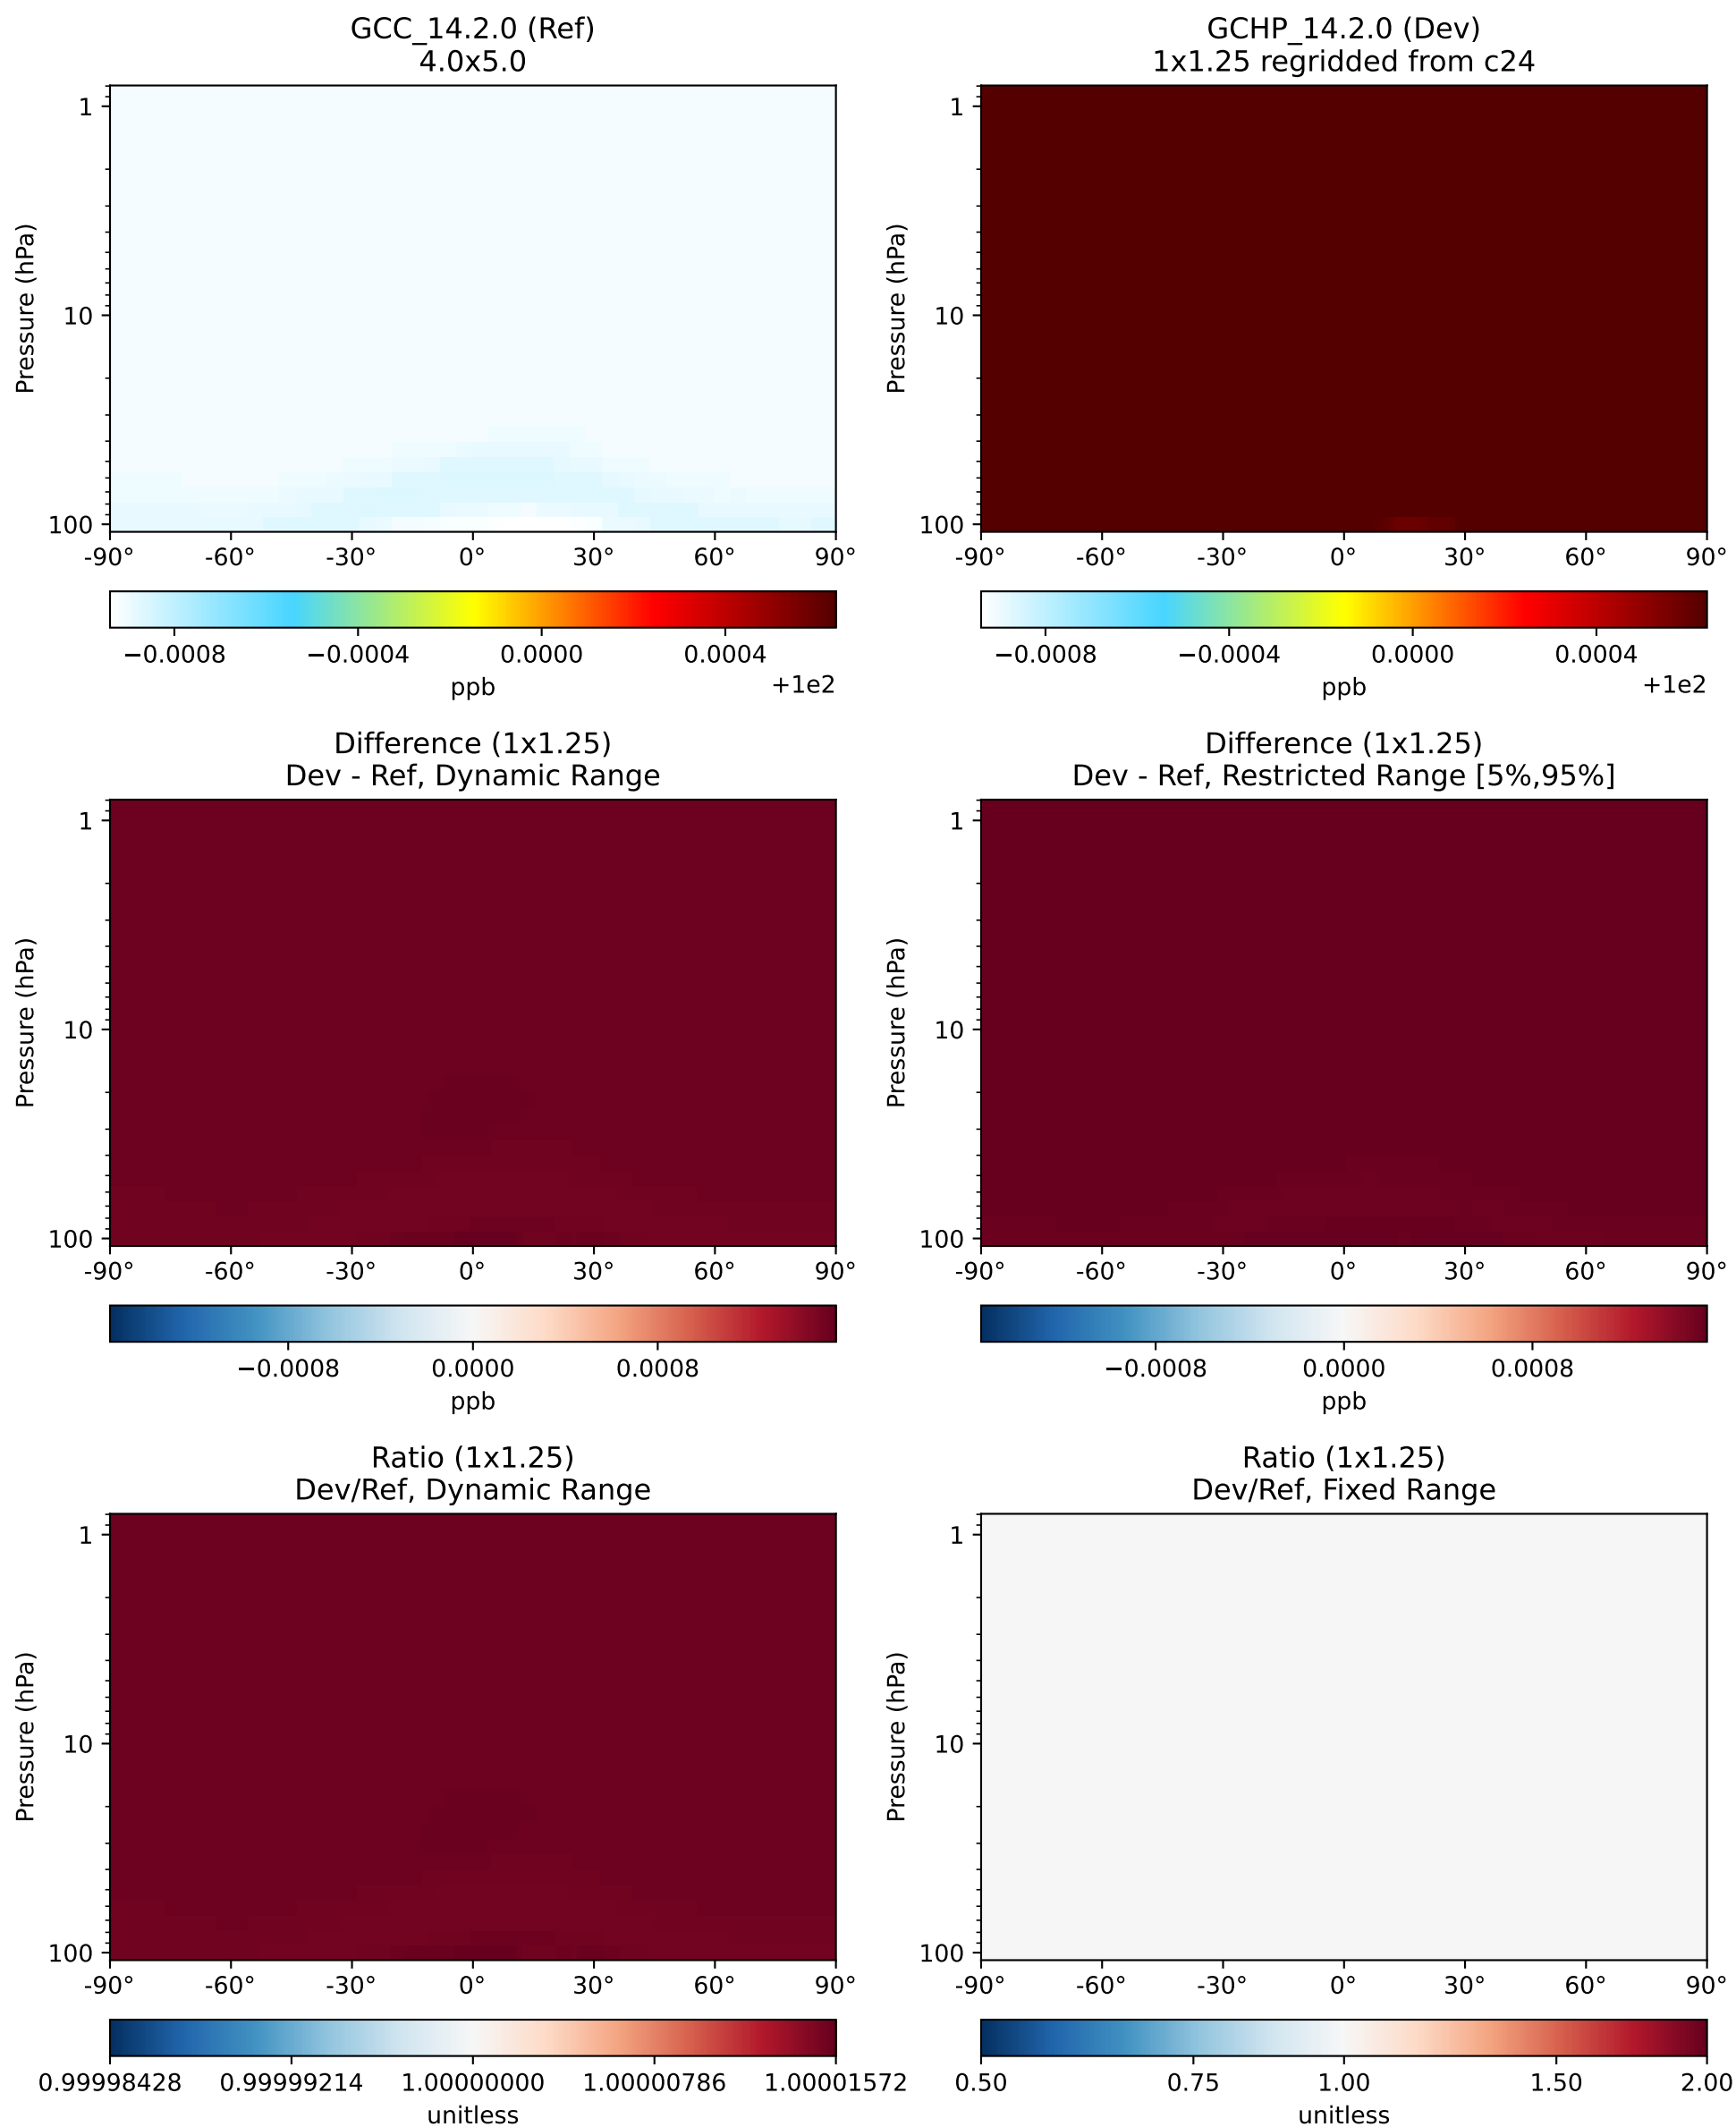 GCC_14.2.0 (Ref)
4.0x5.0
Pressure (hPa)
1
10
100
-90° -60° -30° 0° 30° 60° 90°
−0.0008 −0.0004 0.0000 0.0004
ppb +1e2
GCHP_14.2.0 (Dev)
1x1.25 regridded from c24
Pressure (hPa)
1
10
100
-90° -60° -30° 0° 30° 60° 90°
−0.0008 −0.0004 0.0000 0.0004
ppb +1e2
Difference (1x1.25)
Dev - Ref, Dynamic Range
Pressure (hPa)
1
10
100
-90° -60° -30° 0° 30° 60° 90°
−0.0008 0.0000 0.0008
ppb
Difference (1x1.25)
Dev - Ref, Restricted Range [5%,95%]
Pressure (hPa)
1
10
100
-90° -60° -30° 0° 30° 60° 90°
−0.0008 0.0000 0.0008
ppb
Ratio (1x1.25)
Dev/Ref, Dynamic Range
Pressure (hPa)
1
10
100
-90° -60° -30° 0° 30° 60° 90°
0.99998428 0.99999214 1.00000000 1.00000786 1.00001572
unitless
Ratio (1x1.25)
Dev/Ref, Fixed Range
Pressure (hPa)
1
10
100
-90° -60° -30° 0° 30° 60° 90°
0.50 0.75 1.00 1.50 2.00
unitless